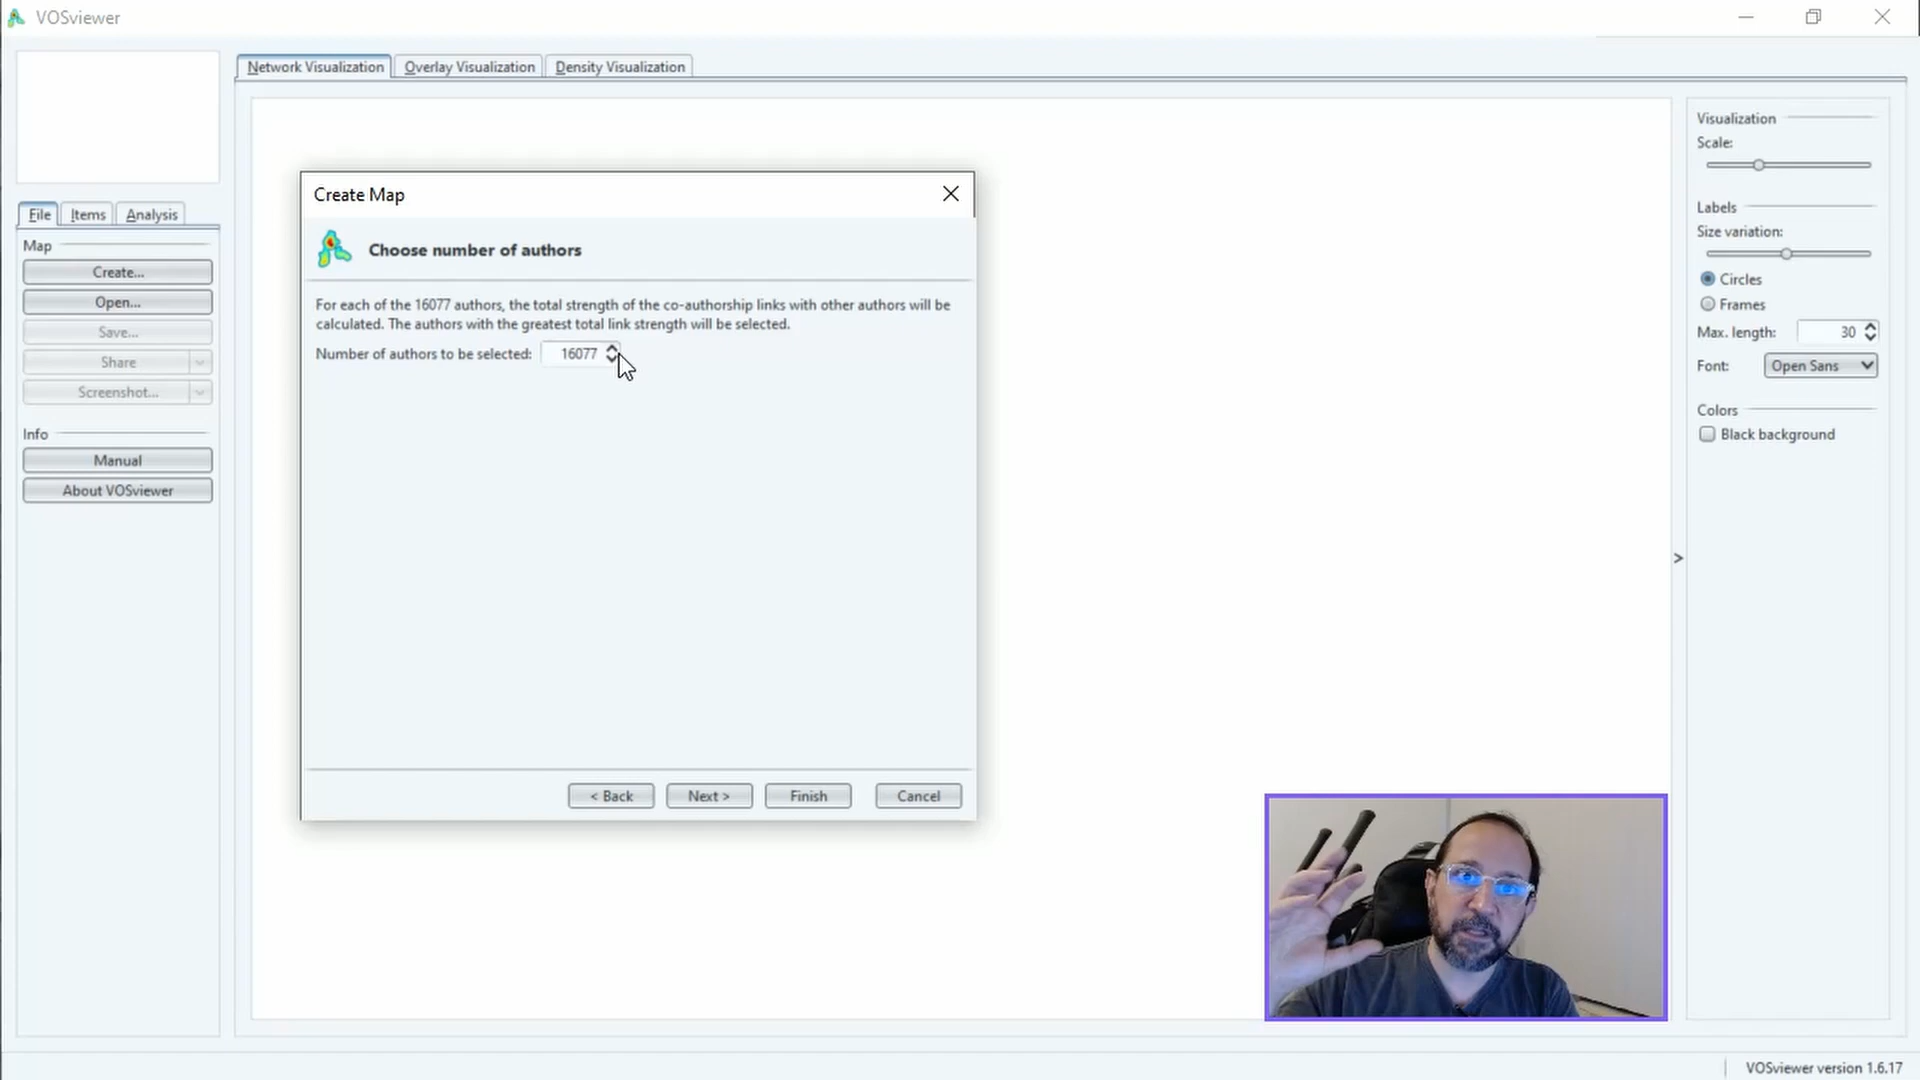 VOSviewer
Network Visualization
Overlay Visualization
Density Visualization
File
Items
Analysis
Map
Create...
Open...
Save...
Share
Screenshot...
Info
Manual
About VOSviewer
Create Map
Choose number of authors
For each of the 16077 authors, the total strength of the co-authorship links with other authors will be
calculated. The authors with the greatest total link strength will be selected.
Number of authors to be selected: 16077
< Back
Next >
Finish
Cancel
Visualization
Scale:
Labels
Size variation:
Circles
Frames
Max. length: 30
Font: Open Sans
Colors
Black background
>
VOSviewer version 1.6.17